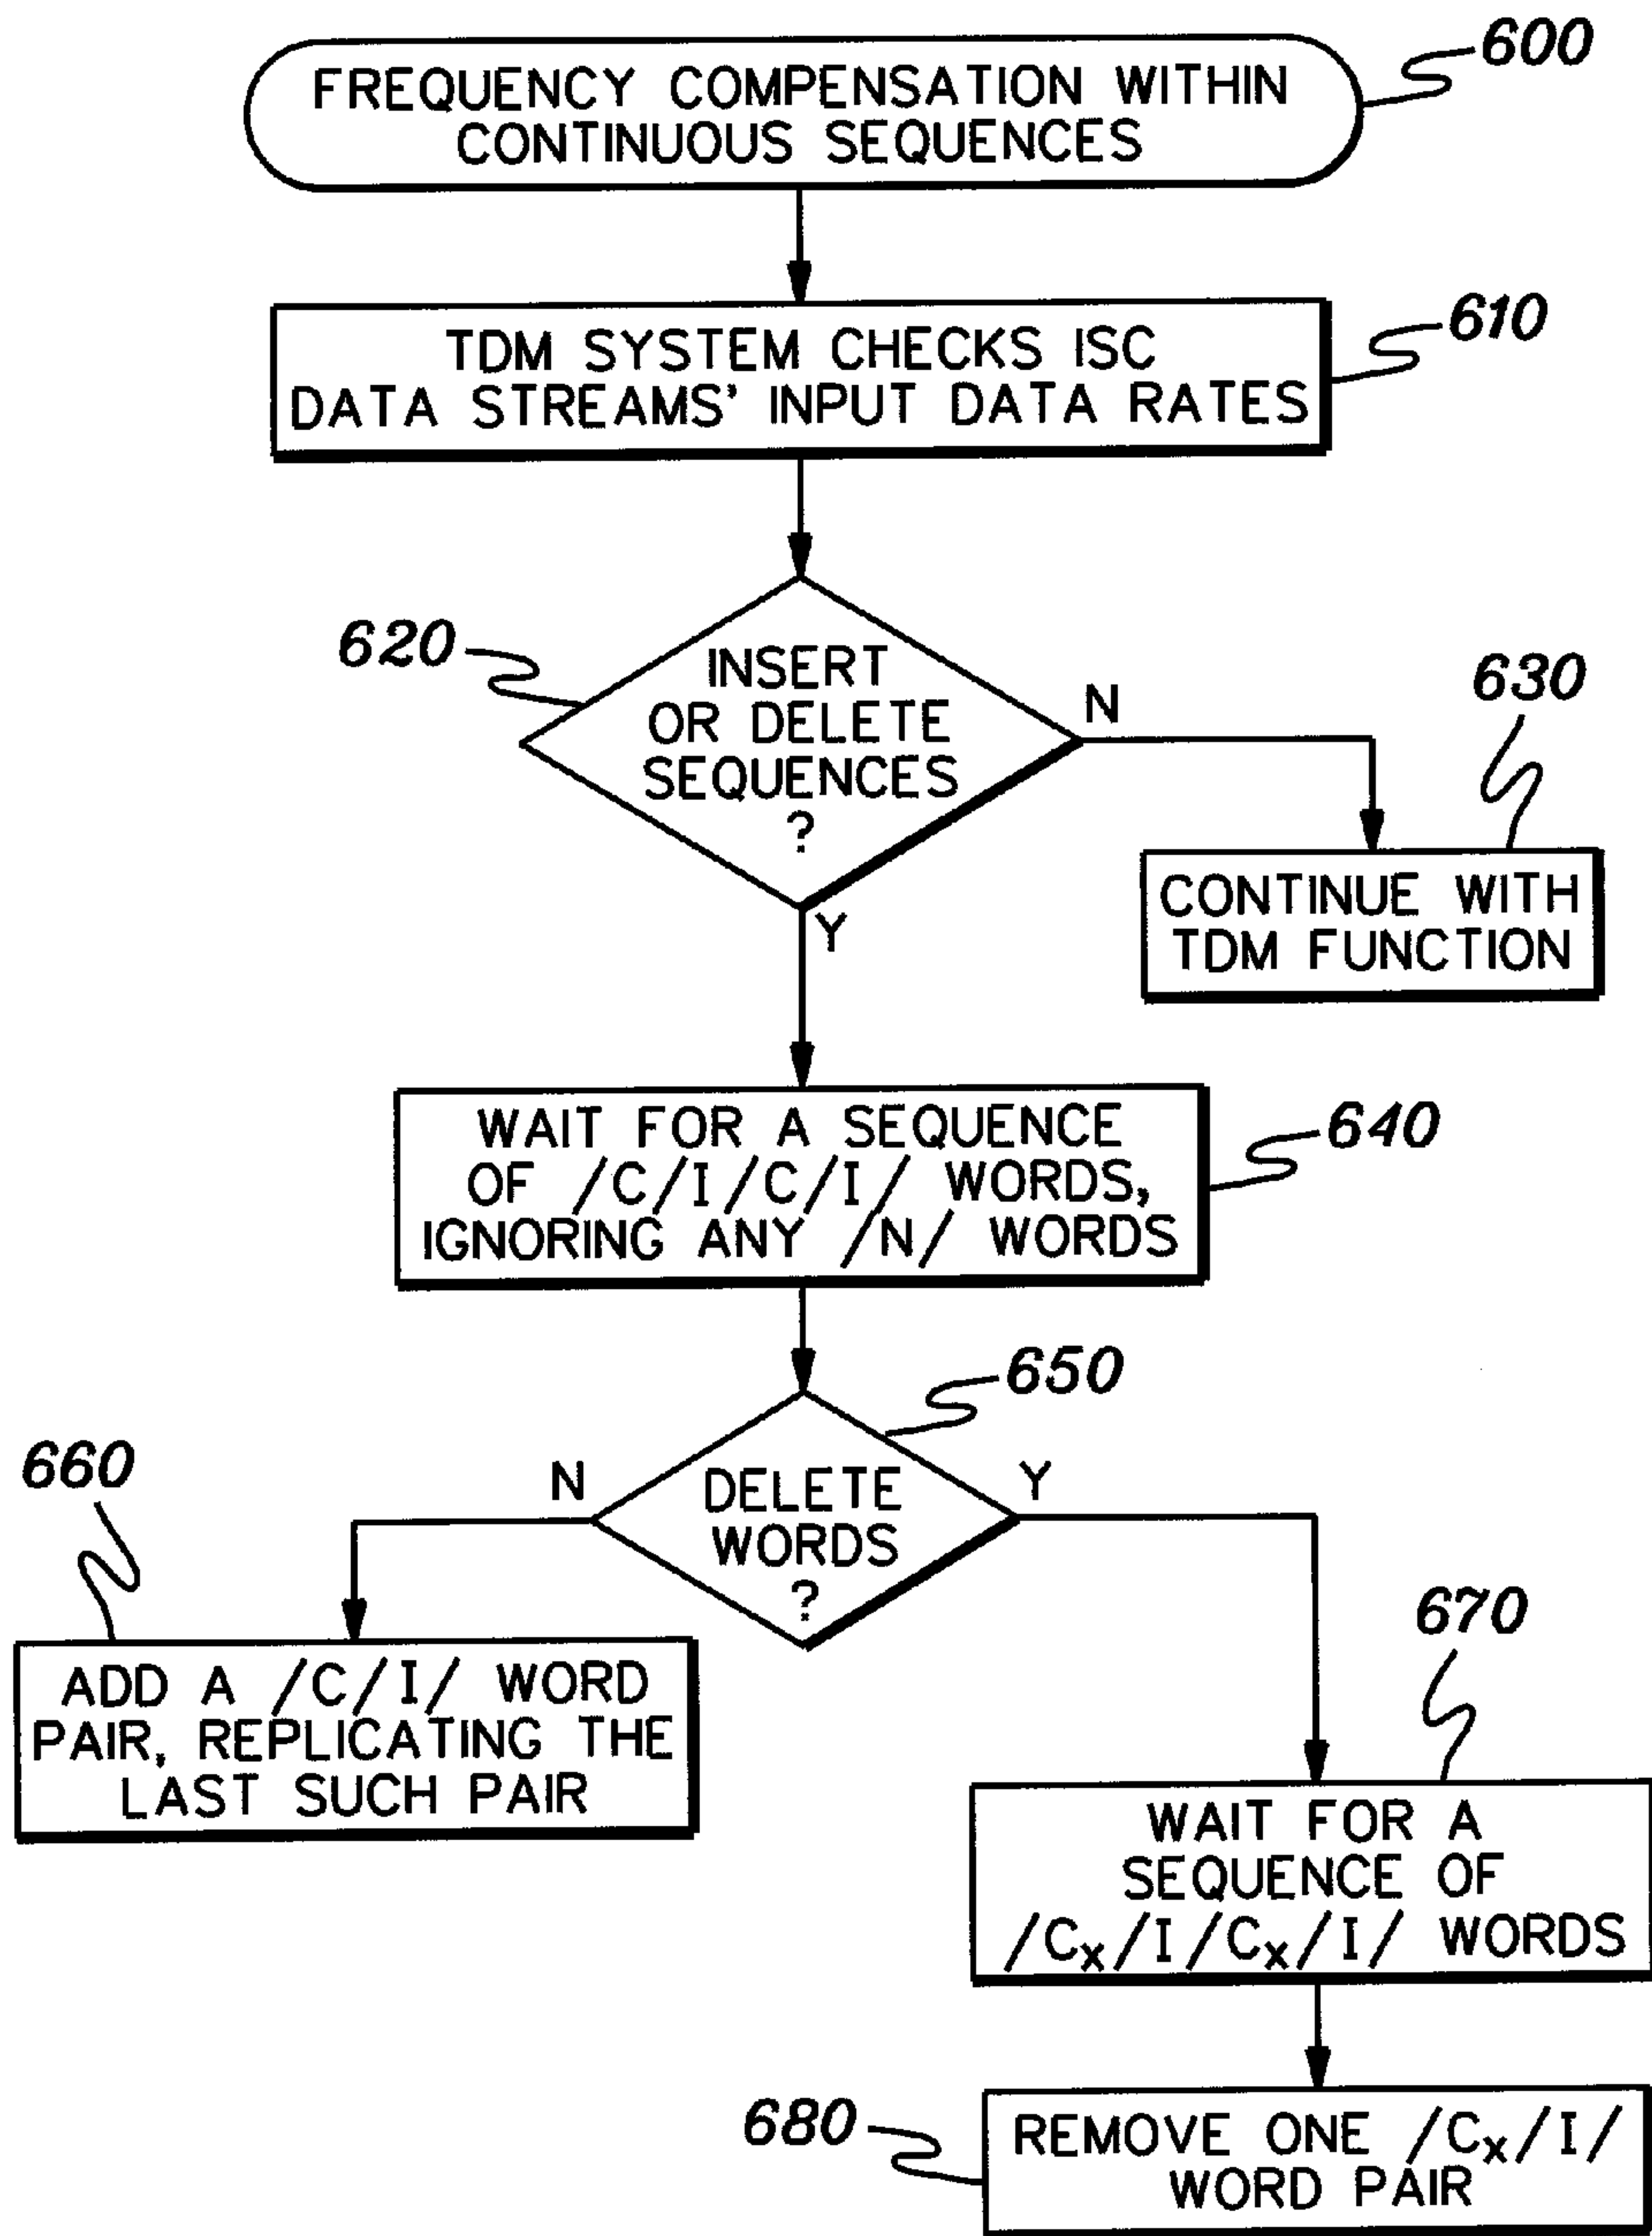 600
FREQUENCY COMPENSATION WITHIN
CONTINUOUS SEQUENCES
610
TDM SYSTEM CHECKS ISC
DATA STREAMS' INPUT DATA RATES
620
INSERT
OR DELETE
SEQUENCES
?
N
Y
630
CONTINUE WITH
TDM FUNCTION
640
WAIT FOR A SEQUENCE
OF /C/I/C/I/ WORDS,
IGNORING ANY /N/ WORDS
650
DELETE
WORDS
?
N
Y
660
ADD A /C/I/ WORD
PAIR, REPLICATING THE
LAST SUCH PAIR
670
WAIT FOR A
SEQUENCE OF
/Cx/I/Cx/I/ WORDS
680
REMOVE ONE /Cx/I/
WORD PAIR